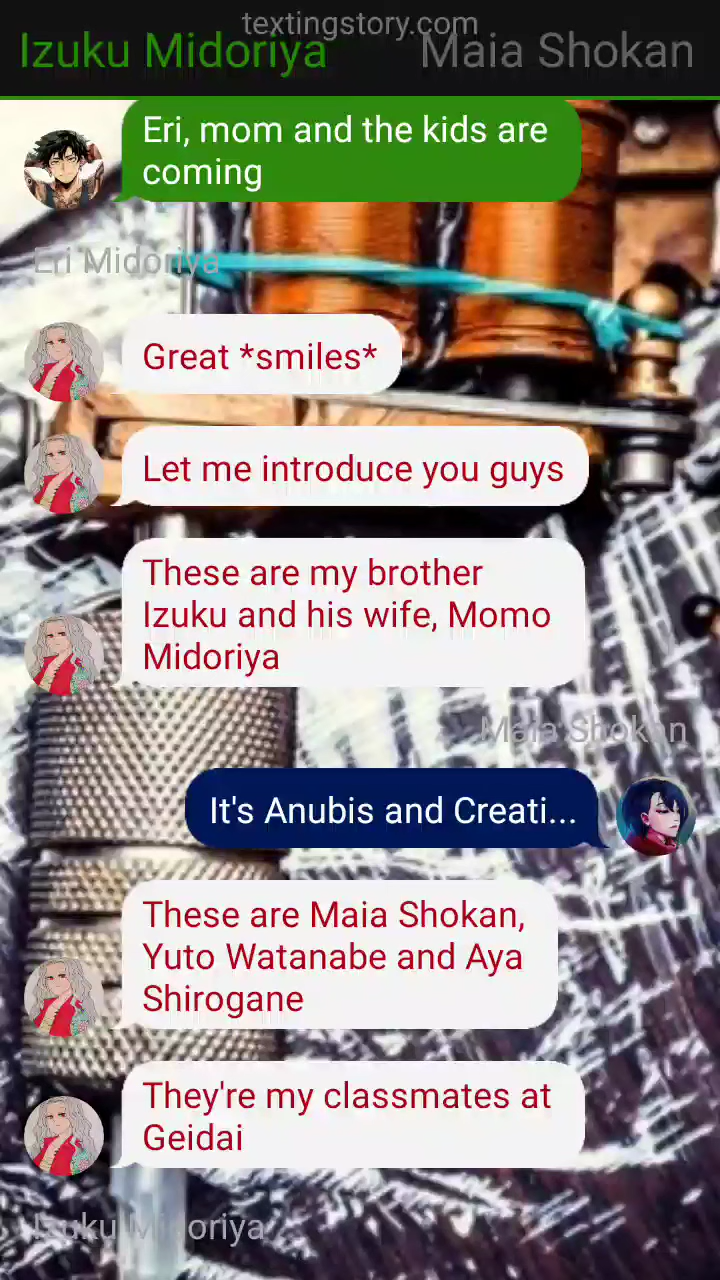 textingstory.com
Izuku Midoriya
Maia Shokan
Eri, mom and the kids are
coming
Eri Midoriya
Great *smiles*
Let me introduce you guys
These are my brother
Izuku and his wife, Momo
Midoriya
Maia Shokan
It's Anubis and Creati...
These are Maia Shokan,
Yuto Watanabe and Aya
Shirogane
They're my classmates at
Geidai
Izuku Midoriya